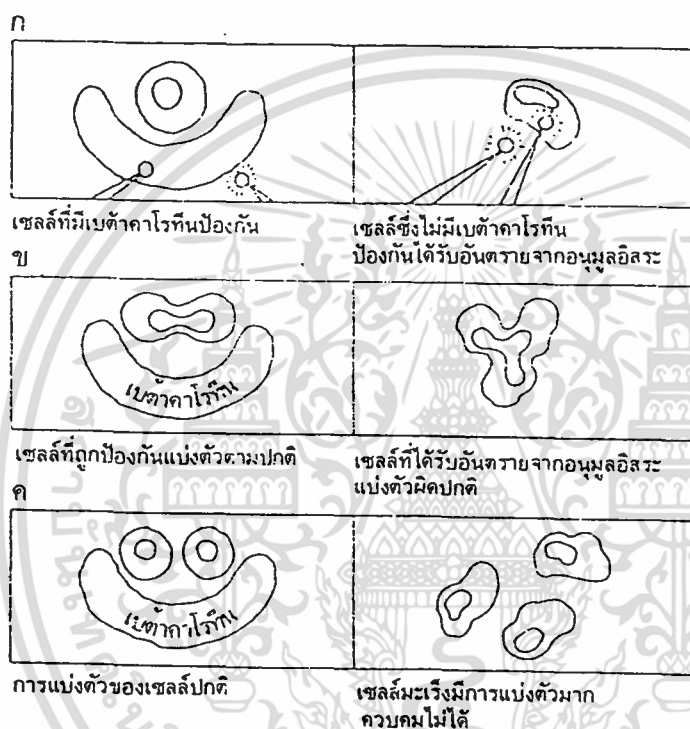 ก
เซลล์ที่มีเบต้าคาโรทีนป้องกัน
เซลล์ซึ่งไม่มีเบต้าคาโรทีน
ป้องกันได้รับอันตรายจากอนุมูลอิสระ
ข
เบต้าคาโรทีน
เซลล์ที่ถูกป้องกันแบ่งตัวตามปกติ
เซลล์ที่ได้รับอันตรายจากอนุมูลอิสระ
แบ่งตัวผิดปกติ
ค
เบต้าคาโรทีน
การแบ่งตัวของเซลล์ปกติ
เซลล์มะเร็งมีการแบ่งตัวมาก
ควบคุมไม่ได้